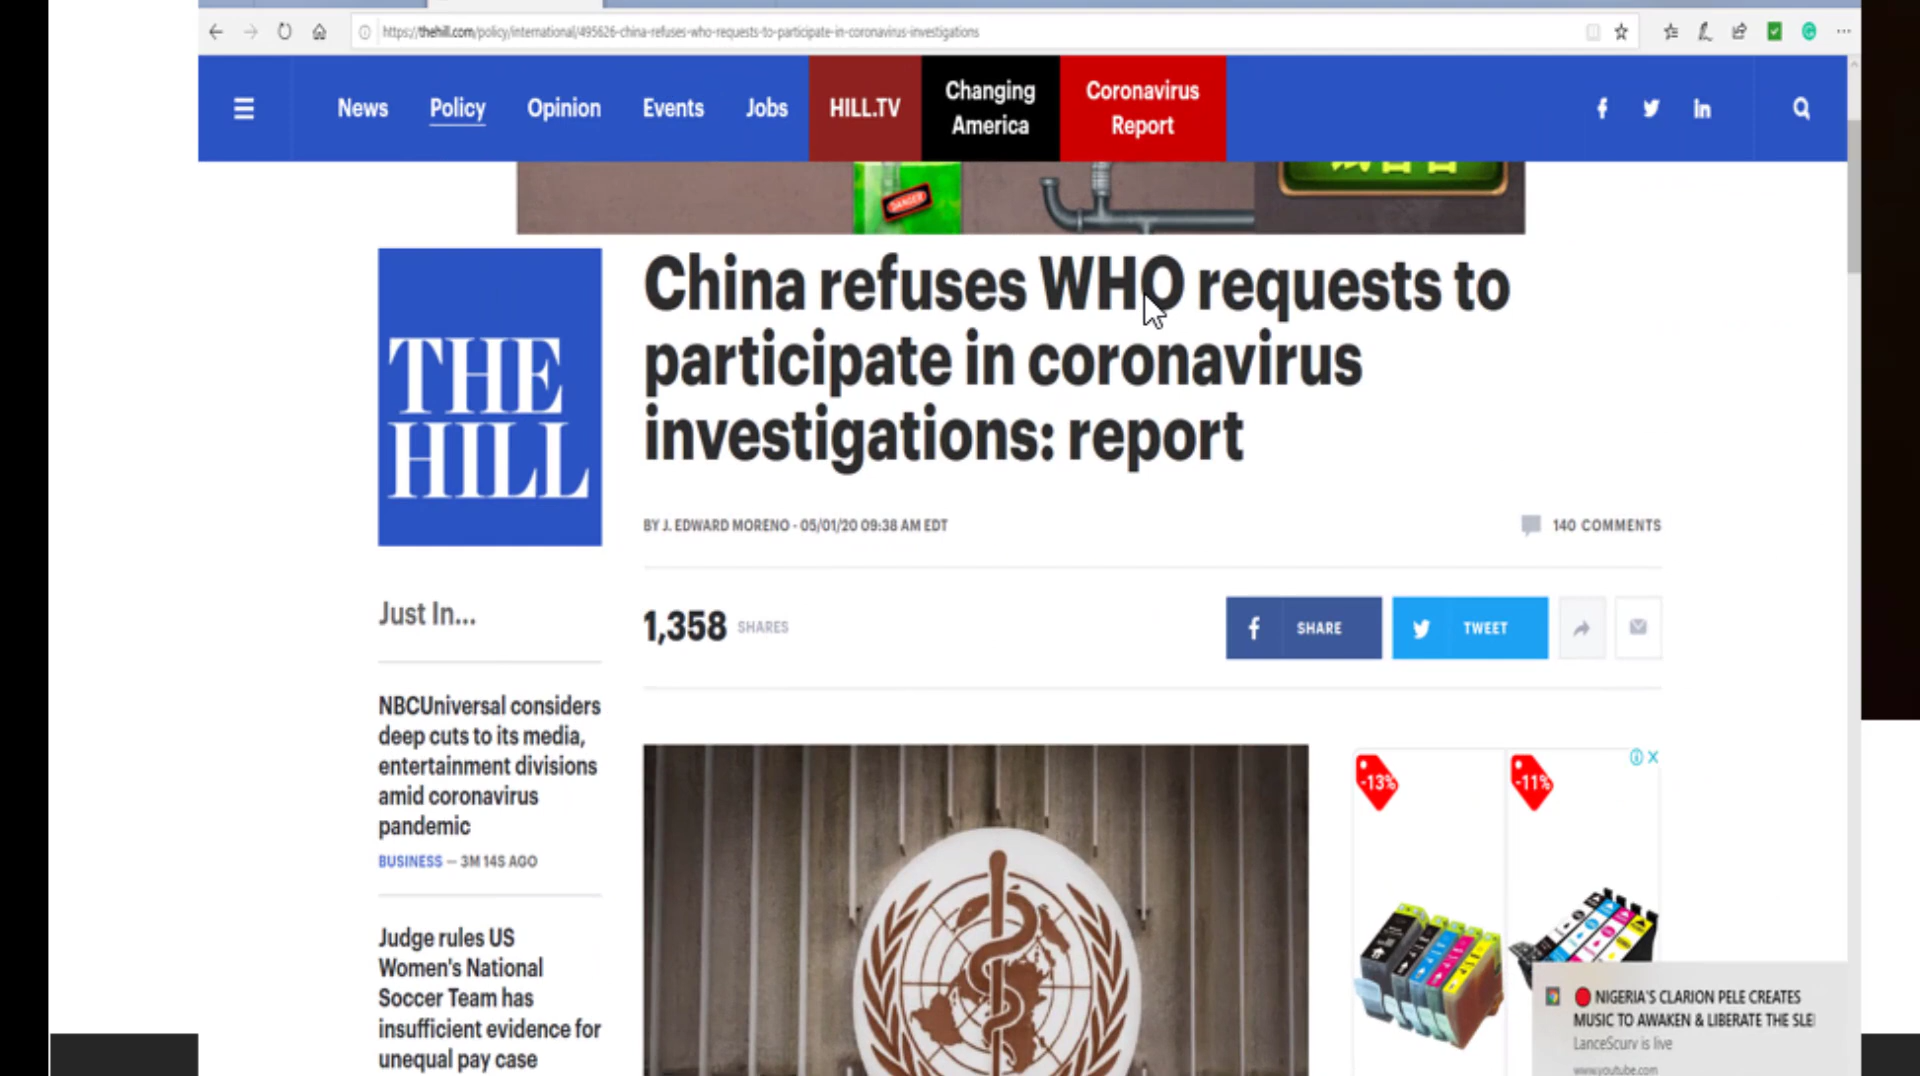 https://thehill.com/policy/international/495626-china-refuses-who-requests-to-participate-in-coronavirus-investigations
News Policy Opinion Events Jobs HILL.TV
Changing
America
Coronavirus
Report
DANGER
THE
HILL
China refuses WHO requests to
participate in coronavirus
investigations: report
BY J. EDWARD MORENO - 05/01/20 09:38 AM EDT
140 COMMENTS
1,358 SHARES
SHARE
TWEET
Just In...
NBCUniversal considers
deep cuts to its media,
entertainment divisions
amid coronavirus
pandemic
BUSINESS — 3M 14S AGO
Judge rules US
Women's National
Soccer Team has
insufficient evidence for
unequal pay case
-13%
-11%
NIGERIA'S CLARION PELE CREATES
MUSIC TO AWAKEN & LIBERATE THE SLE
LanceScurv is live
www.youtube.com